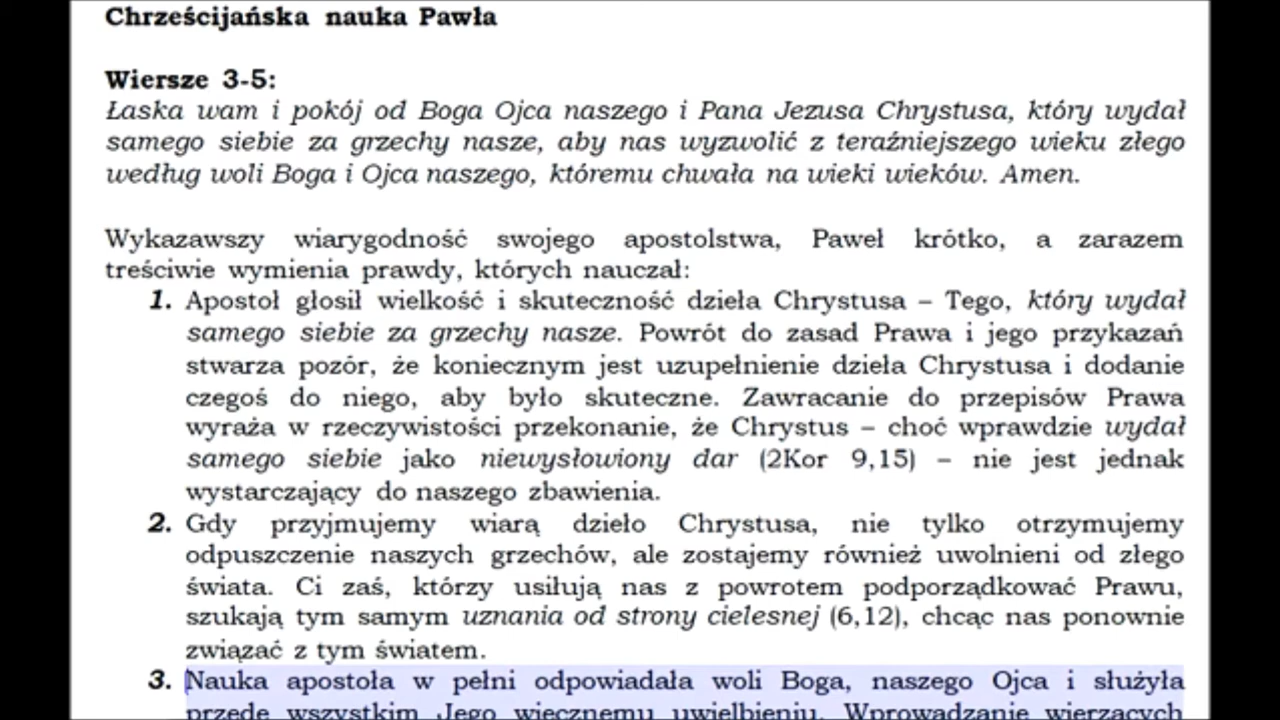 Chrześcijańska nauka Pawła
Wiersze 3-5:
Łaska wam i pokój od Boga Ojca naszego i Pana Jezusa Chrystusa, który wydał
samego siebie za grzechy nasze, aby nas wyzwolić z teraźniejszego wieku złego
według woli Boga i Ojca naszego, któremu chwała na wieki wieków. Amen.
Wykazawszy wiarygodność swojego apostolstwa, Paweł krótko, a zarazem
treściwie wymienia prawdy, których nauczał:
1. Apostoł głosił wielkość i skuteczność dzieła Chrystusa – Tego, który wydał
samego siebie za grzechy nasze. Powrót do zasad Prawa i jego przykazań
stwarza pozór, że koniecznym jest uzupełnienie dzieła Chrystusa i dodanie
czegoś do niego, aby było skuteczne. Zawracanie do przepisów Prawa
wyraża w rzeczywistości przekonanie, że Chrystus – choć wprawdzie wydał
samego siebie jako niewysłowiony dar (2Kor 9,15) – nie jest jednak
wystarczający do naszego zbawienia.
2. Gdy przyjmujemy wiarą dzieło Chrystusa, nie tylko otrzymujemy
odpuszczenie naszych grzechów, ale zostajemy również uwolnieni od złego
świata. Ci zaś, którzy usiłują nas z powrotem podporządkować Prawu,
szukają tym samym uznania od strony cielesnej (6,12), chcąc nas ponownie
związać z tym światem.
3. Nauka apostoła w pełni odpowiadała woli Boga, naszego Ojca i służyła
przede wszystkim Jego wiecznemu uwielbieniu. Wprowadzanie wierzących